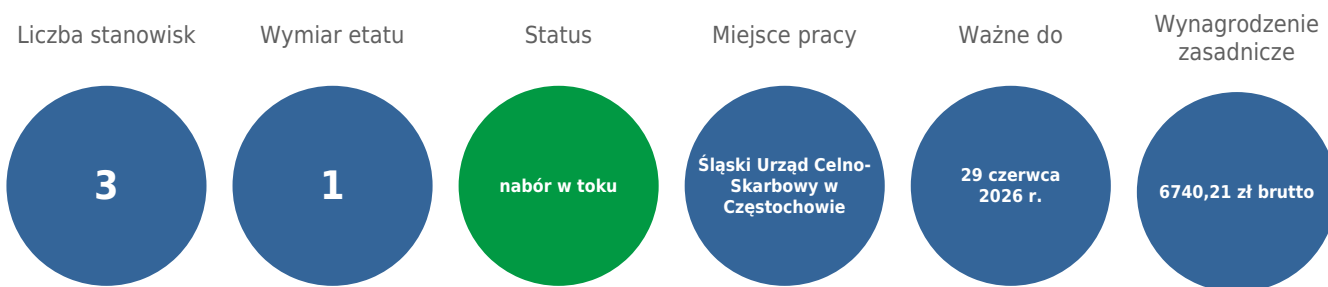 Liczba stanowisk
Wymiar etatu
Status
Miejsce pracy
Ważne do
Wynagrodzenie
zasadnicze
3
1
nabór w toku
Śląski Urząd Celno-
Skarbowy w
Częstochowie
29 czerwca
2026 r.
6740,21 zł brutto